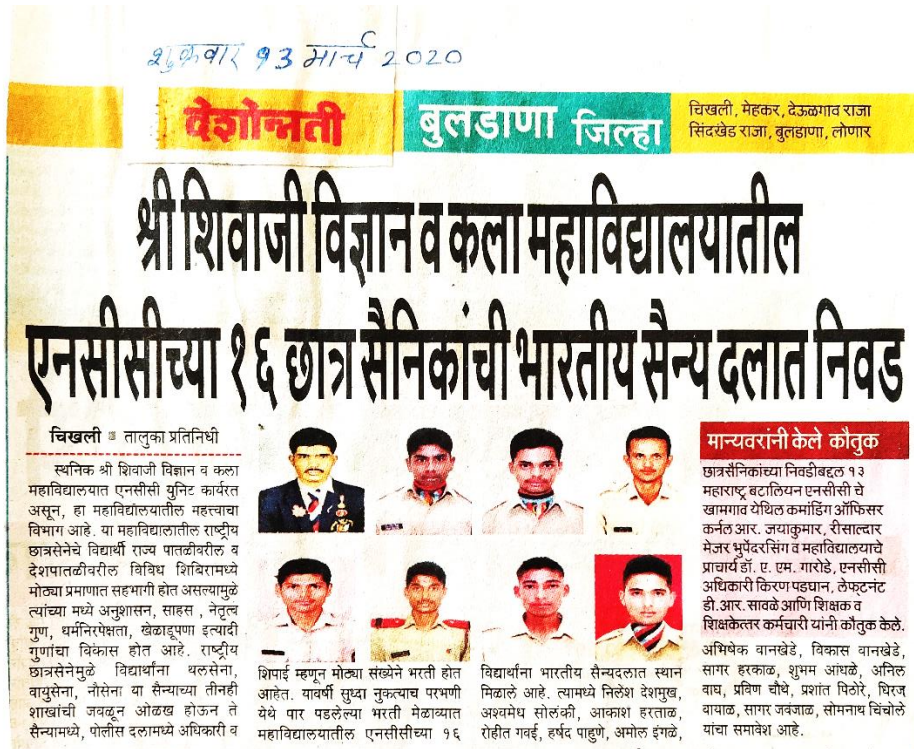 शुक्रवार १३ मार्च 2020
देशोन्नती
बुलडाणा जिल्हा
चिखली, मेहकर, देऊळगाव राजा
सिंदखेड राजा, बुलडाणा, लोणार
श्री शिवाजी विज्ञान व कला महाविद्यालयातील
एनसीसीच्या १६ छात्र सैनिकांची भारतीय सैन्य दलात निवड
चिखली तालुका प्रतिनिधी
स्थनिक श्री शिवाजी विज्ञान व कला
महाविद्यालयात एनसीसी युनिट कार्यरत
असून, हा महाविद्यालयातील महत्त्वाचा
विभाग आहे. या महाविद्यालातील राष्ट्रीय
छात्रसेनेचे विद्यार्थी राज्य पातळीवरील व
देशपातळीवरील विविध शिबिरामध्ये
मोठ्या प्रमाणात सहभागी होत असल्यामुळे
त्यांच्या मध्ये अनुशासन, साहस , नेतृत्व
गुण, धर्मनिरपेक्षता, खेळाडूपणा इत्यादी
गुणांचा विकास होत आहे. राष्ट्रीय
छात्रसेनेमुळे विद्यार्थांना थलसेना,
वायुसेना, नौसेना या सैन्याच्या तीनही
शाखांची जवळून ओळख होऊन ते
सैन्यामध्ये, पोलीस दलामध्ये अधिकारी व
शिपाई म्हणून मोठ्या संख्येने भरती होत
आहेत. यावर्षी सुध्दा नुकत्याच परभणी
येथे पार पडलेल्या भरती मेळाव्यात
महाविद्यालयातील एनसीसीच्या १६
विद्यार्थांना भारतीय सैन्यदलात स्थान
मिळाले आहे. त्यामध्ये निलेश देशमुख,
अश्वमेध सोलंकी, आकाश हरताळ,
रोहीत गवई, हर्षद पाहुणे, अमोल इंगळे,
मान्यवरांनी केले कौतुक
छात्रसैनिकांच्या निवडीबद्दल १३
महाराष्ट्र बटालियन एनसीसी चे
खामगाव येथिल कमांडिंग ऑफिसर
कर्नल आर. जयाकुमार, रीसाल्दार
मेजर भुपेंदरसिंग व महाविद्यालयाचे
प्राचार्य डॉ. ए. एम. गारोडे, एनसीसी
अधिकारी किरण पडघान, लेफ्टनंट
डी.आर. सावळे आणि शिक्षक व
शिक्षकेत्तर कर्मचारी यांनी कौतुक केले.
अभिषेक वानखेडे, विकास वानखेडे,
सागर हरकाळ, शुभम आंधळे, अनिल
वाघ, प्रविण चौथे, प्रशांत पिठोरे, धिरज
वायाळ, सागर जवंजाळ, सोमनाथ चिंचोले
यांचा समावेश आहे.